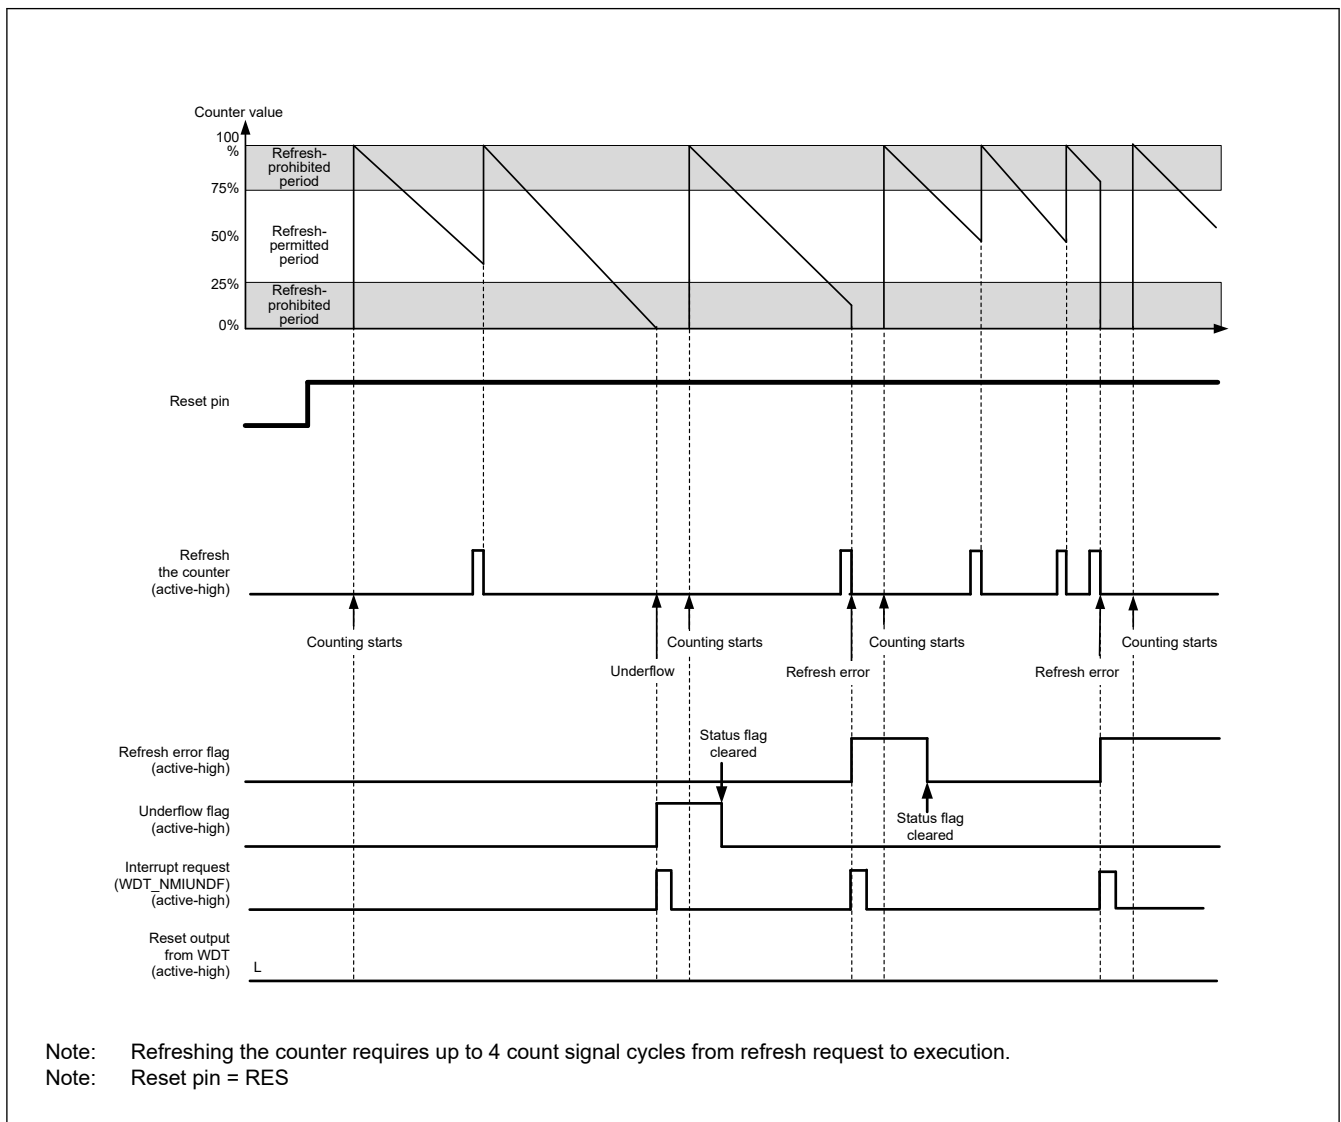 Counter value
100
%
Refresh-
prohibited
period
75%
50%
Refresh-
permitted
period
25%
Refresh-
prohibited
period
0%
Reset pin
Refresh
the counter
(active-high)
Counting starts
Counting starts
Counting starts
Counting starts
Underflow
Refresh error
Refresh error
Status flag
cleared
Refresh error flag
(active-high)
Underflow flag
(active-high)
Status flag
cleared
Interrupt request
(WDT_NMIUNDF)
(active-high)
Reset output
from WDT
(active-high)
L
Note: Refreshing the counter requires up to 4 count signal cycles from refresh request to execution.
Note: Reset pin = RES